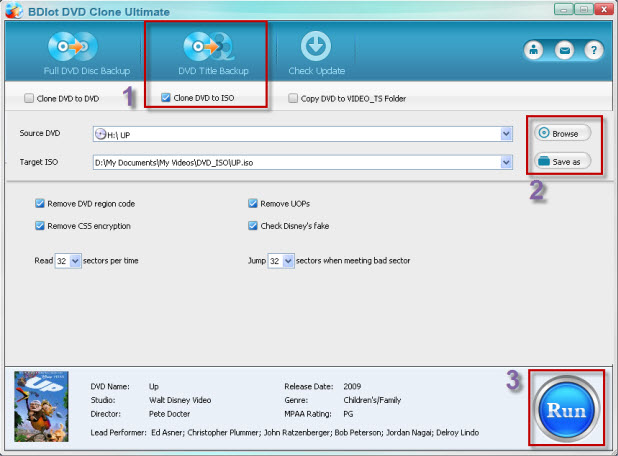 BDlot DVD Clone Ultimate
Full DVD Disc Backup
DVD Title Backup
Check Update
?
1
Clone DVD to DVD
Clone DVD to ISO
Copy DVD to VIDEO_TS Folder
Source DVD
H:\ UP
Browse
Target ISO
D:\My Documents\My Videos\DVD_ISO\UP.iso
Save as
2
Remove DVD region code
Remove UOPs
Remove CSS encryption
Check Disney's fake
Read 32 sectors per time
Jump 32 sectors when meeting bad sector
3
UP
DVD Name: Up
Release Date: 2009
Studio: Walt Disney Video
Genre: Children's/Family
Director: Pete Docter
MPAA Rating: PG
Lead Performer: Ed Asner; Christopher Plummer; John Ratzenberger; Bob Peterson; Jordan Nagai; Delroy Lindo
Run